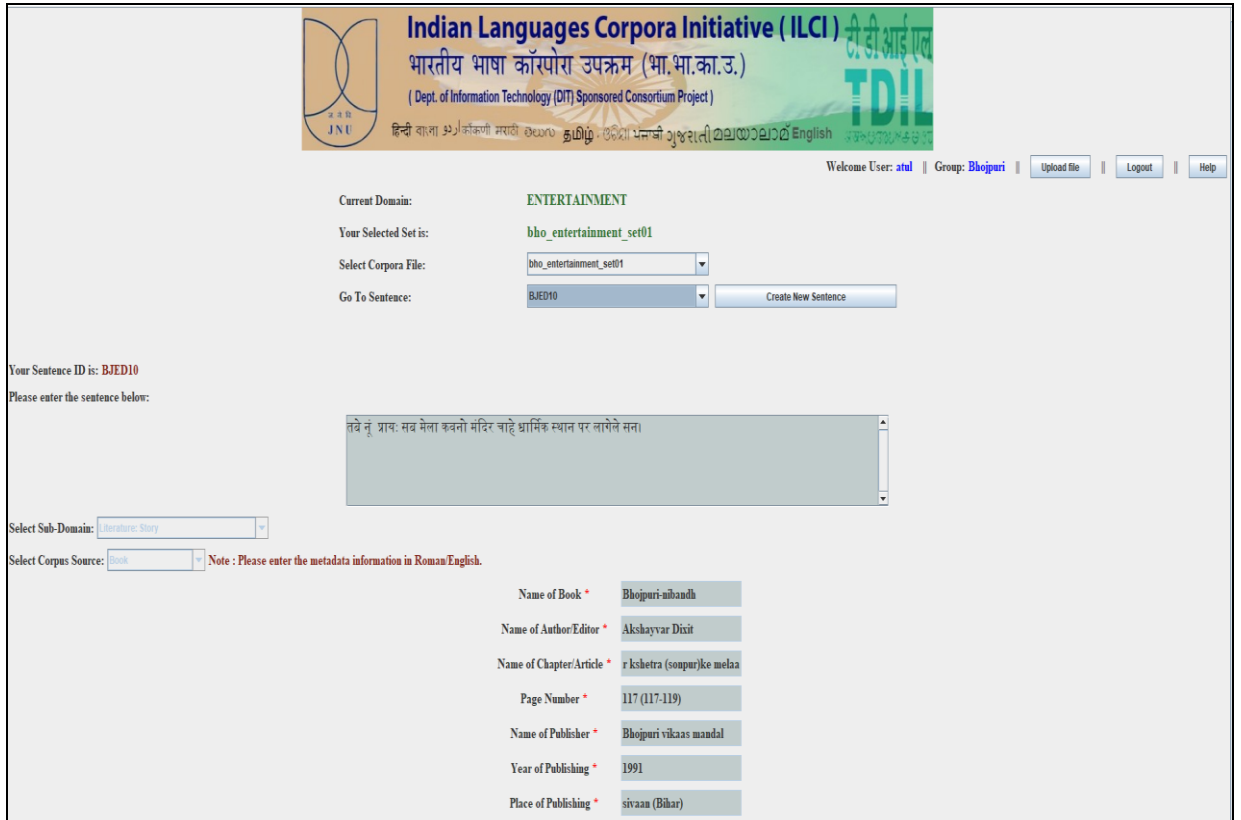 Indian Languages Corpora Initiative ( ILCI )
भारतीय भाषा कॉरपोरा उपक्रम (भा.भा.का.उ.)
( Dept. of Information Technology (DIT) Sponsored Consortium Project )
हिन्दी বাংলা اردو कोंकणी मराठी తెలుగు தமிழ் ଓଡ଼ିଆ ਪੰਜਾਬੀ ગુજરાતી മലയാലാമ് English
टी.डी.आई.एल
TDIL
ज ने वि
JNU
Welcome User: atul || Group: Bhojpuri || Upload file || Logout || Help
Current Domain: ENTERTAINMENT
Your Selected Set is: bho_entertainment_set01
Select Corpora File: bho_entertainment_set01
Go To Sentence: BJED10 Create New Sentence
Your Sentence ID is: BJED10
Please enter the sentence below:
तबे नूं प्राय: सब मेला कवनो मंदिर चाहे धार्मिक स्थान पर लागेले सन।
Select Sub-Domain: Literature: Story
Select Corpus Source: Book Note : Please enter the metadata information in Roman/English.
Name of Book * Bhojpuri-nibandh
Name of Author/Editor * Akshayvar Dixit
Name of Chapter/Article * r kshetra (sonpur)ke melaa
Page Number * 117 (117-119)
Name of Publisher * Bhojpuri vikaas mandal
Year of Publishing * 1991
Place of Publishing * sivaan (Bihar)